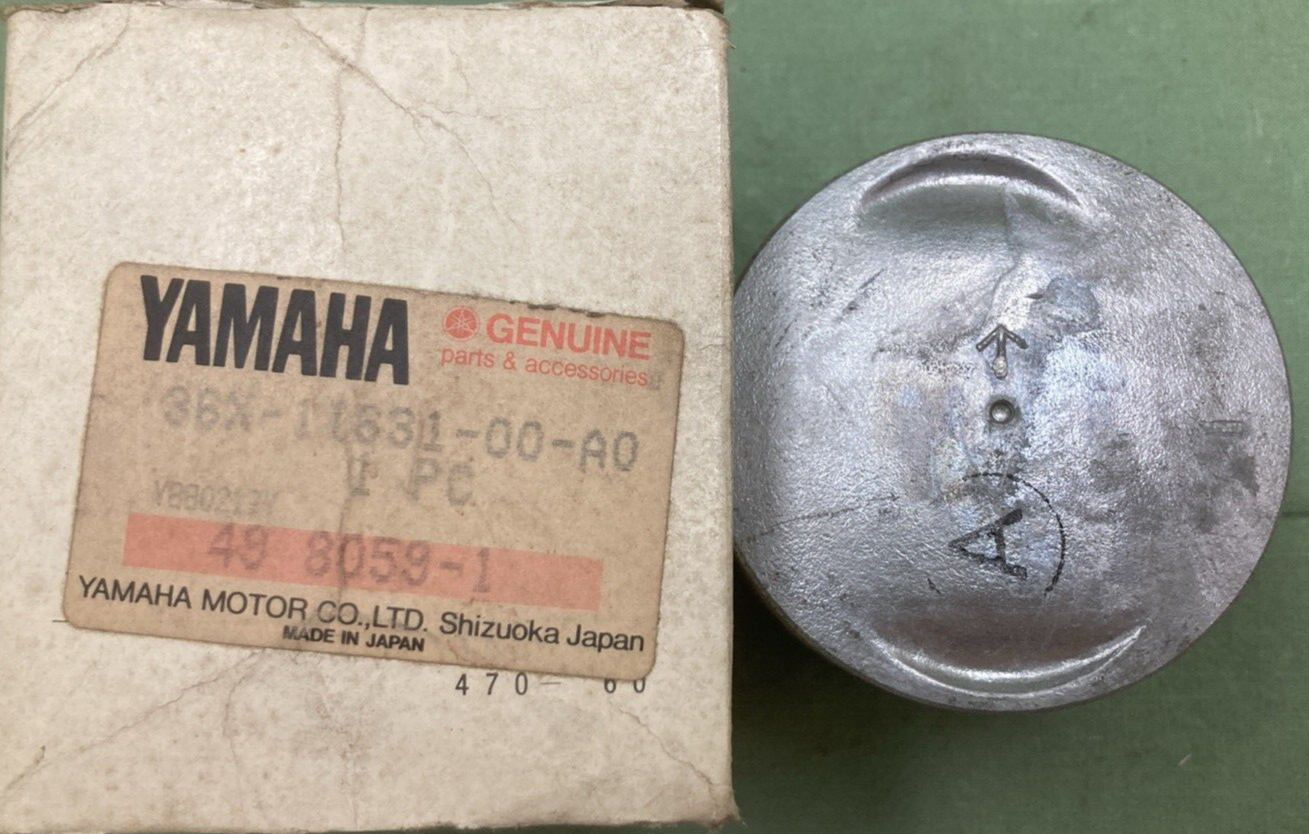 YAMAHA
GENUINE
parts & accessories
36X-11631-00-A0
1 PC
49 8059-1
YAMAHA MOTOR CO.,LTD. Shizuoka Japan
MADE IN JAPAN
470- 60
A